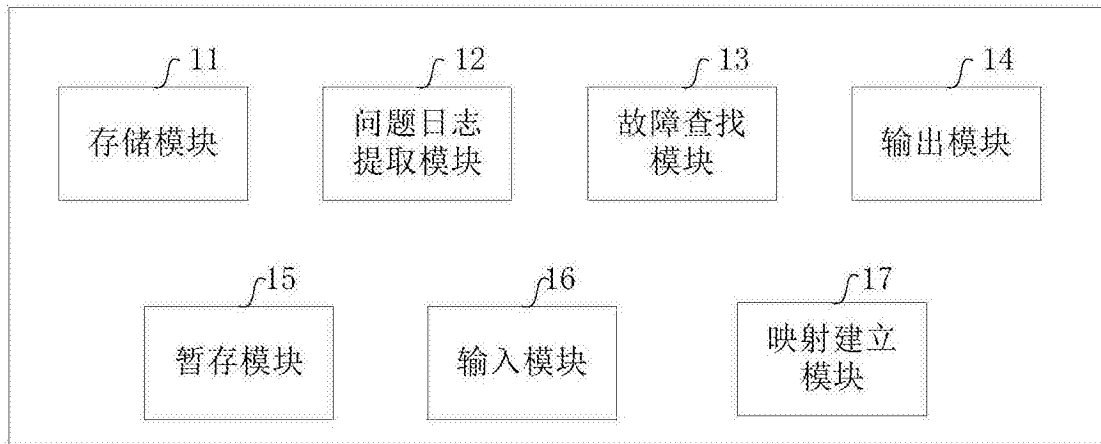 11
12
13
14
存储模块
问题日志
提取模块
故障查找
模块
输出模块
15
16
17
暂存模块
输入模块
映射建立
模块